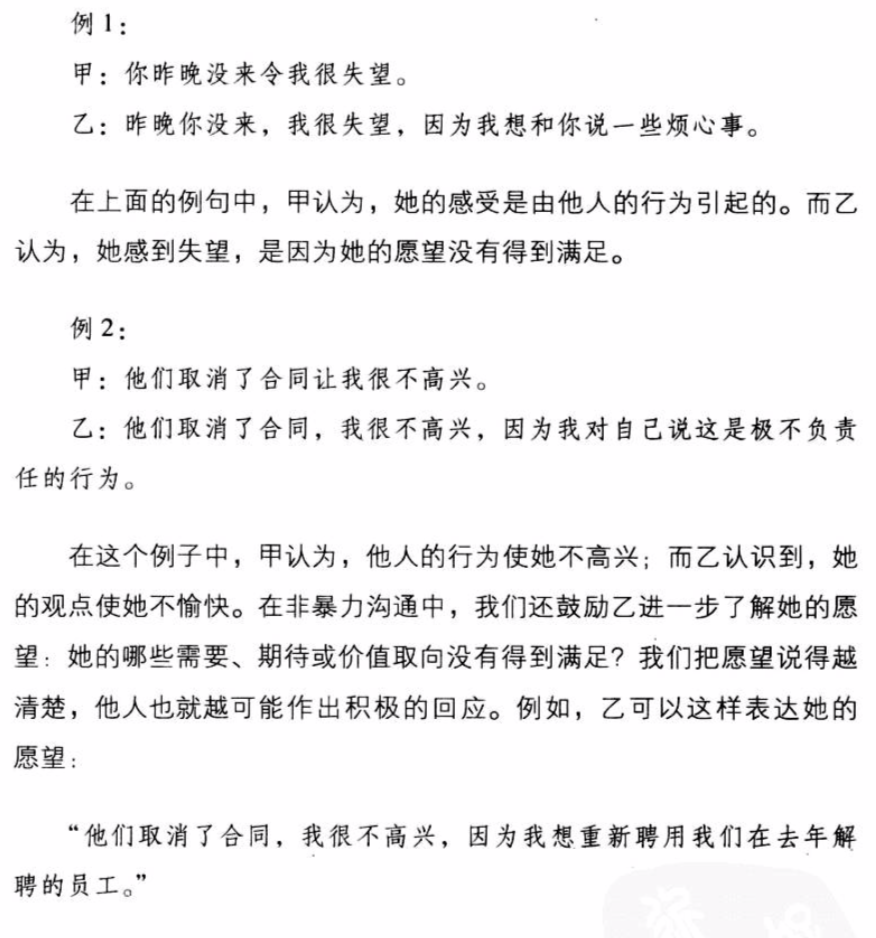 例 1：
甲：你昨晚没来令我很失望。
乙：昨晚你没来，我很失望，因为我想和你说一些烦心事。
在上面的例句中，甲认为，她的感受是由他人的行为引起的。而乙
认为，她感到失望，是因为她的愿望没有得到满足。
例 2：
甲：他们取消了合同让我很不高兴。
乙：他们取消了合同，我很不高兴，因为我对自己说这是极不负责
任的行为。
在这个例子中，甲认为，他人的行为使她不高兴；而乙认识到，她
的观点使她不愉快。在非暴力沟通中，我们还鼓励乙进一步了解她的愿
望：她的哪些需要、期待或价值取向没有得到满足？我们把愿望说得越
清楚，他人也就越可能作出积极的回应。例如，乙可以这样表达她的
愿望：
“他们取消了合同，我很不高兴，因为我想重新聘用我们在去年解
聘的员工。”